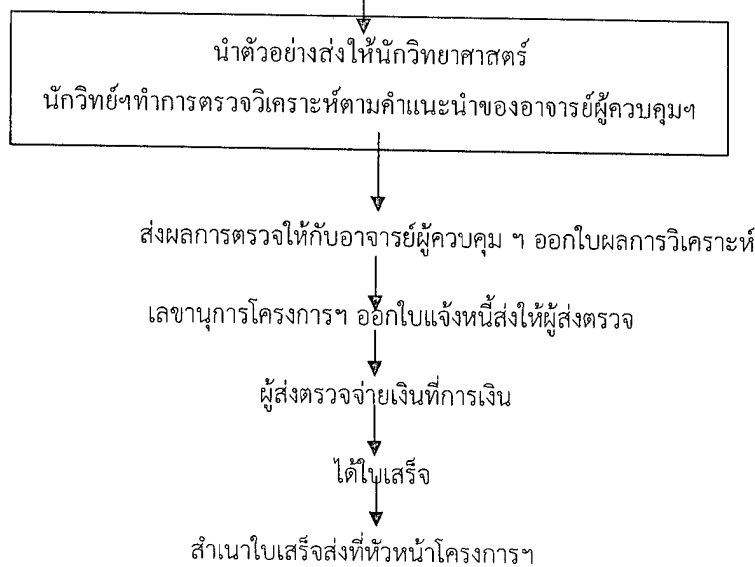 นำตัวอย่างส่งให้นักวิทยาศาสตร์
นักวิทย์ฯทำการตรวจวิเคราะห์ตามคำแนะนำของอาจารย์ผู้ควบคุมฯ
ส่งผลการตรวจให้กับอาจารย์ผู้ควบคุม ฯ ออกใบผลการวิเคราะห์
เลขานุการโครงการฯ ออกใบแจ้งหนี้ส่งให้ผู้ส่งตรวจ
ผู้ส่งตรวจจ่ายเงินที่การเงิน
ได้ใบเสร็จ
สำเนาใบเสร็จส่งที่หัวหน้าโครงการฯ